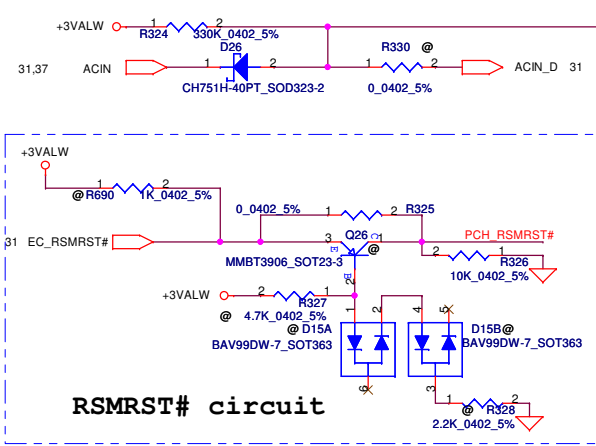 +3VALW
1 2
R324 330K_0402_5%
D26
1 2
R330 @
1 2
31,37 ACIN
ACIN_D 31
CH751H-40PT_SOD323-2
0_0402_5%
+3VALW
1 2
@ R690 1K_0402_5%
0_0402_5%
1 2 R325
31 EC_RSMRST#
3 E Q26 C 1
@
PCH_RSMRST#
MMBT3906_SOT23-3
B 2
2 1
R326
10K_0402_5%
+3VALW
2 1
R327
@ 4.7K_0402_5%
@ D15A
BAV99DW-7_SOT363
1 2
6
4 5
3
D15B@
BAV99DW-7_SOT363
1 2
@ R328
2.2K_0402_5%
RSMRST# circuit